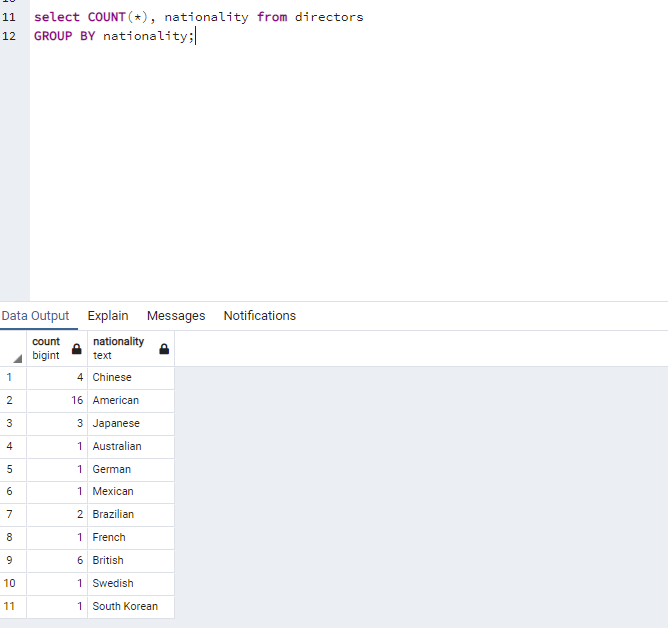 11 select COUNT(*), nationality from directors
12 GROUP BY nationality;
Data Output Explain Messages Notifications
count nationality
bigint text
1 4 Chinese
2 16 American
3 3 Japanese
4 1 Australian
5 1 German
6 1 Mexican
7 2 Brazilian
8 1 French
9 6 British
10 1 Swedish
11 1 South Korean